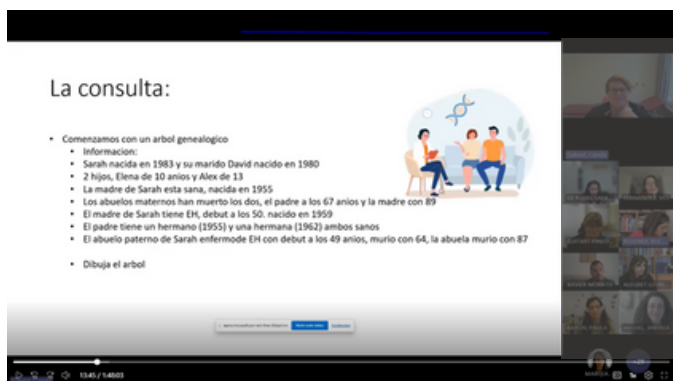 La consulta:
Comenzamos con un arbol genealogico
Informacion:
Sarah nacida en 1983 y su marido David nacido en 1980
2 hijos, Elena de 10 anios y Alex de 13
La madre de Sarah esta sana, nacida en 1955
Los abuelos maternos han muerto los dos, el padre a los 67 anios y la madre con 89
El madre de Sarah tiene EH, debut a los 50. nacido en 1959
El padre tiene un hermano (1955) y una hermana (1962) ambos sanos
El abuelo paterno de Sarah enfermode EH con debut a los 49 anios, murio con 64, la abuela murio con 87
Dibuja el arbol
13:45 / 1:48:03